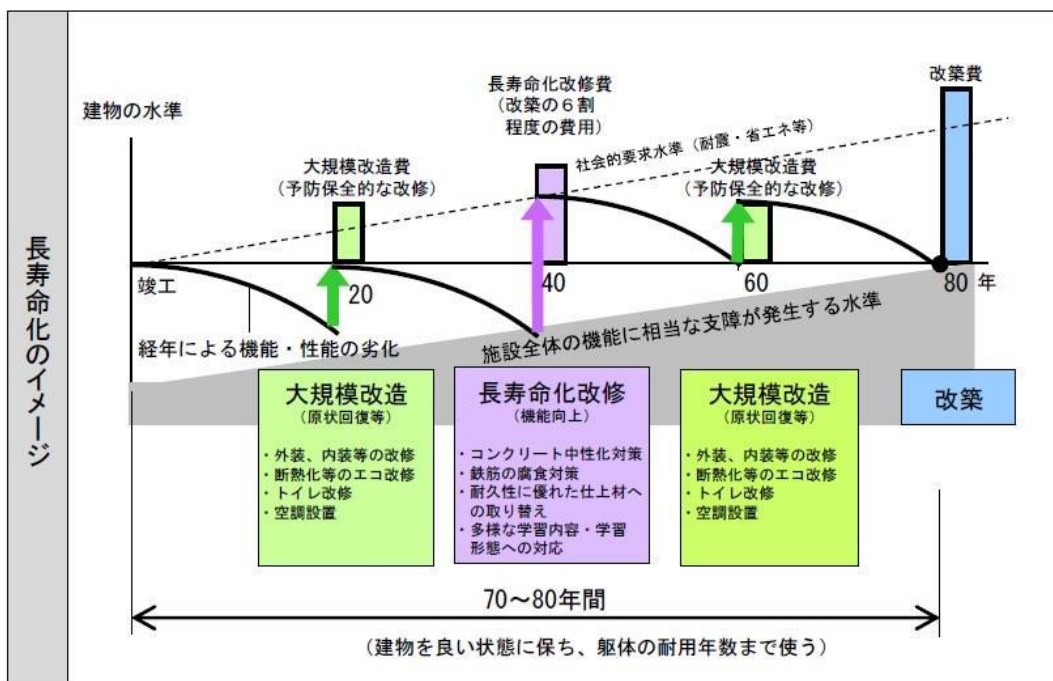 長寿命化のイメージ
建物の水準
長寿命化改修費
(改築の6割
程度の費用)
改築費
社会的要求水準(耐震・省エネ等)
大規模改造費
(予防保全的な改修)
大規模改造費
(予防保全的な改修)
竣工
20
40
60
80 年
経年による機能・性能の劣化
施設全体の機能に相当な支障が発生する水準
大規模改造
(原状回復等)
・外装、内装等の改修
・断熱化等のエコ改修
・トイレ改修
・空調設置
長寿命化改修
(機能向上)
・コンクリート中性化対策
・鉄筋の腐食対策
・耐久性に優れた仕上材へ
の取り替え
・多様な学習内容・学習
形態への対応
大規模改造
(原状回復等)
・外装、内装等の改修
・断熱化等のエコ改修
・トイレ改修
・空調設置
改築
70〜80年間
(建物を良い状態に保ち、躯体の耐用年数まで使う)